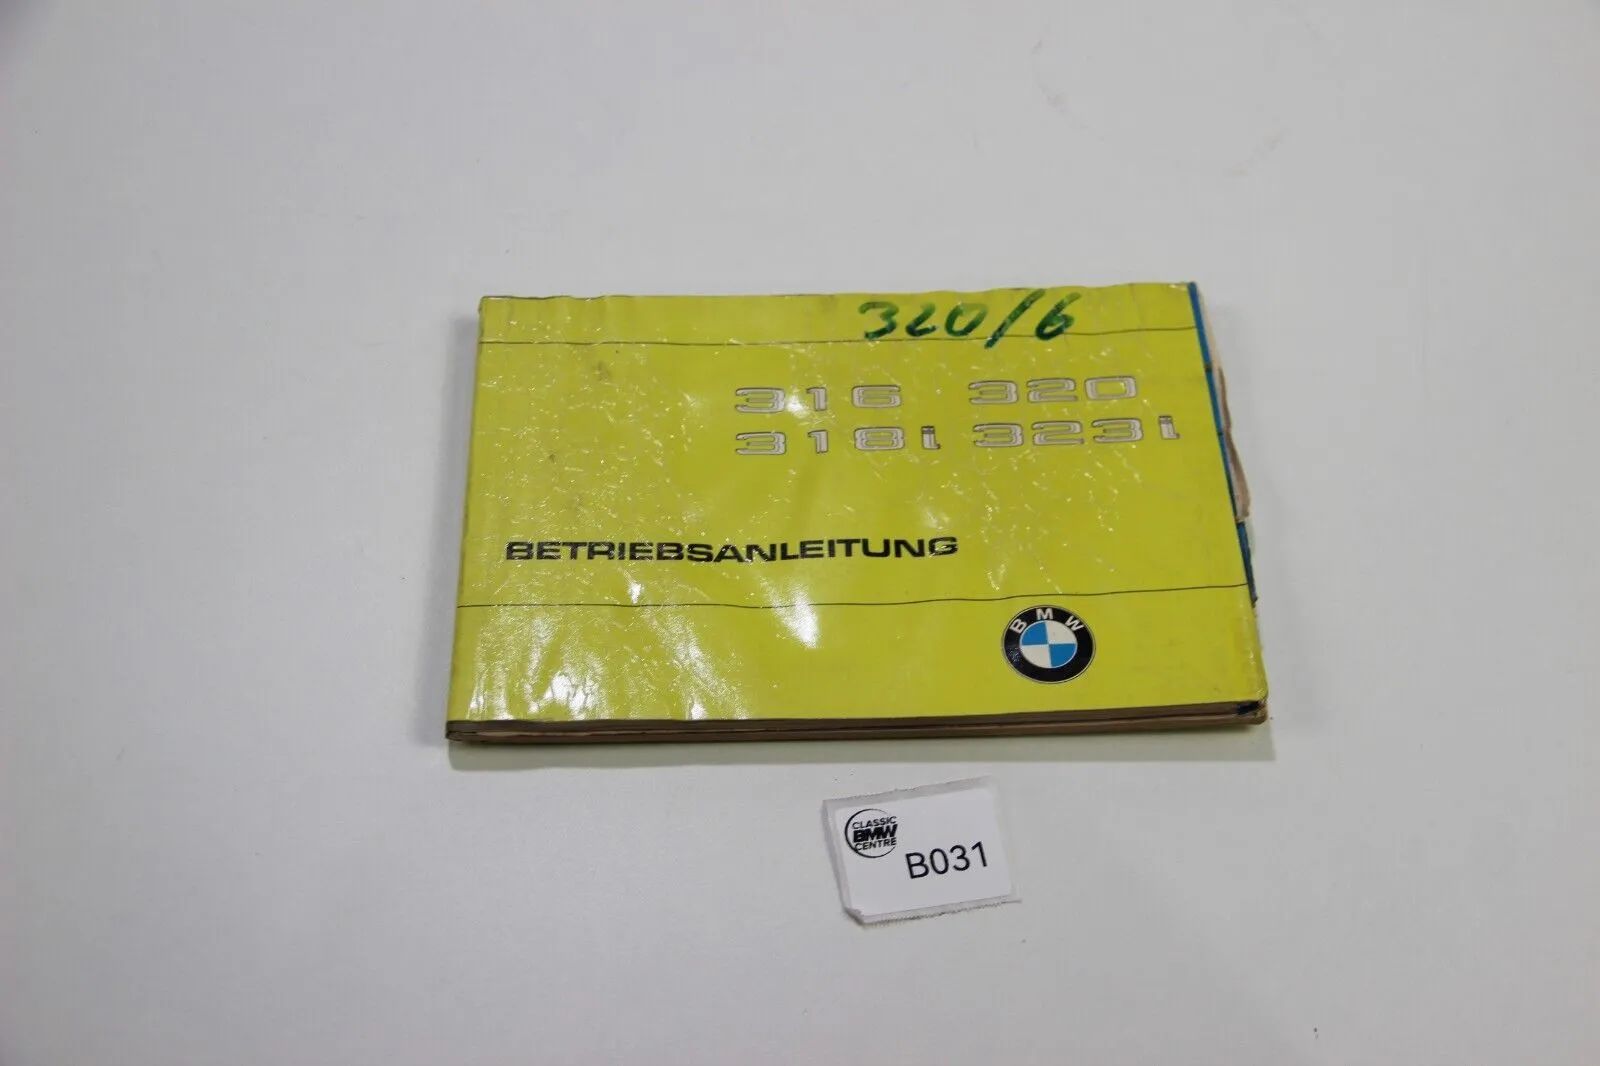 320/6
316 320
318i 323i
BETRIEBSANLEITUNG
BMW
CLASSIC
BMW
CENTRE
B031